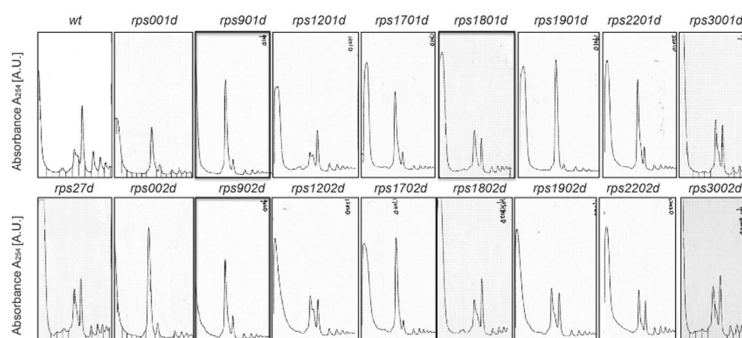 wt rps001d rps901d rps1201d rps1701d rps1801d rps1901d rps2201d rps3001d
Absorbance A254 [A.U.]
rps27d rps002d rps902d rps1202d rps1702d rps1802d rps1902d rps2202d rps3002d
Absorbance A254 [A.U.]